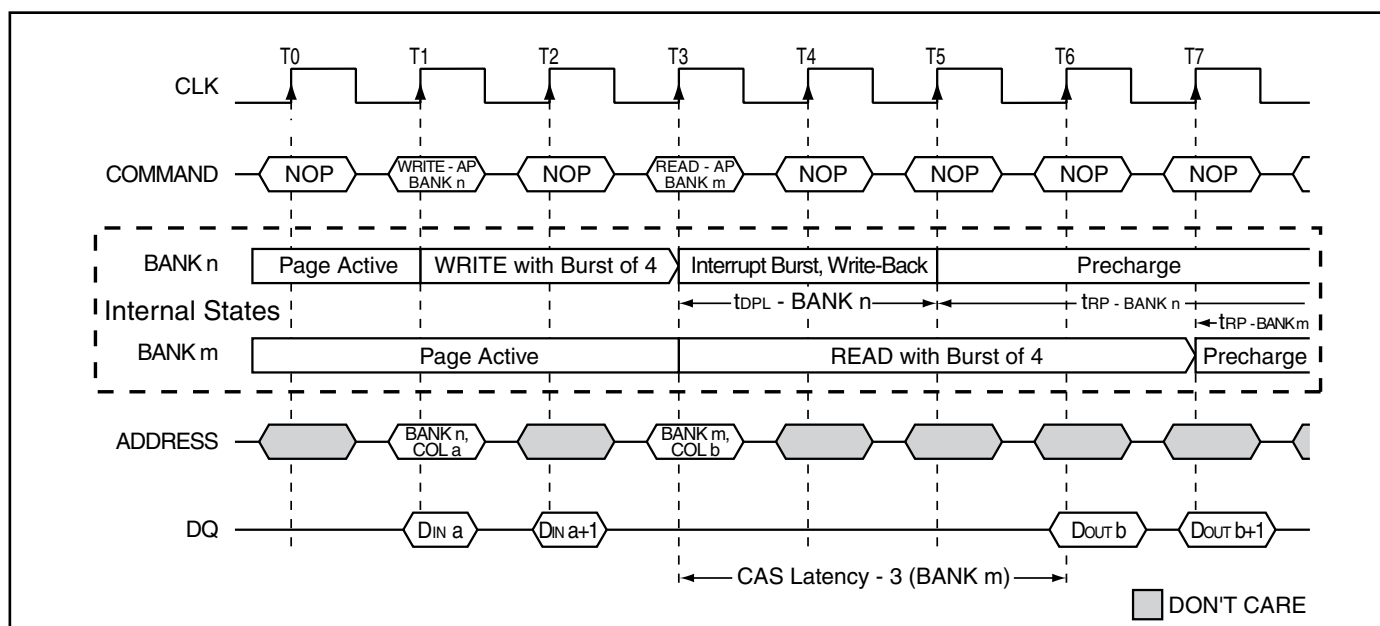 T0 T1 T2 T3 T4 T5 T6 T7
CLK
COMMAND NOP WRITE - AP BANK n NOP READ - AP BANK m NOP NOP NOP NOP
BANK n Page Active WRITE with Burst of 4 Interrupt Burst, Write-Back Precharge
Internal States tDPL - BANK n tRP - BANK n
tRP - BANK m
BANK m Page Active READ with Burst of 4 Precharge
ADDRESS BANK n, COL a BANK m, COL b
DQ DIN a DIN a+1 DOUT b DOUT b+1
CAS Latency - 3 (BANK m)
DON'T CARE